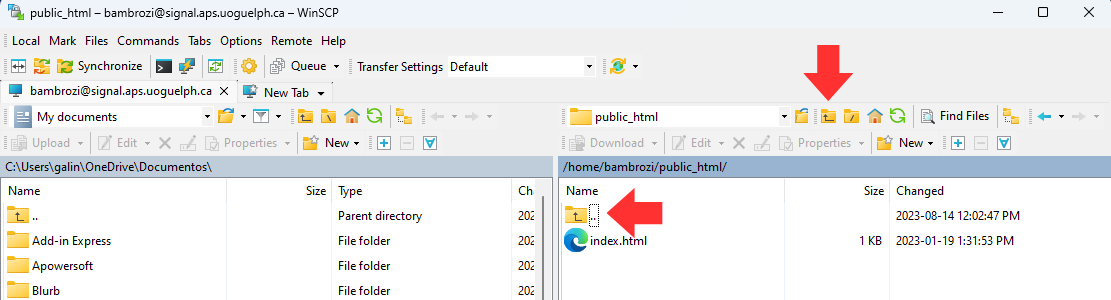 public_html – bambrozi@signal.aps.uoguelph.ca – WinSCP
Local Mark Files Commands Tabs Options Remote Help
Synchronize Queue Transfer Settings Default
bambrozi@signal.aps.uoguelph.ca New Tab
My documents
public_html Find Files
Upload Edit Properties New
Download Edit Properties New
C:\Users\galin\OneDrive\Documentos\
/home/bambrozi/public_html/
Name Size Type Cha
.. Parent directory 202
Add-in Express File folder 202
Apowersoft File folder 202
Blurb File folder 202
Name Size Changed
.. 2023-08-14 12:02:47 PM
index.html 1 KB 2023-01-19 1:31:53 PM